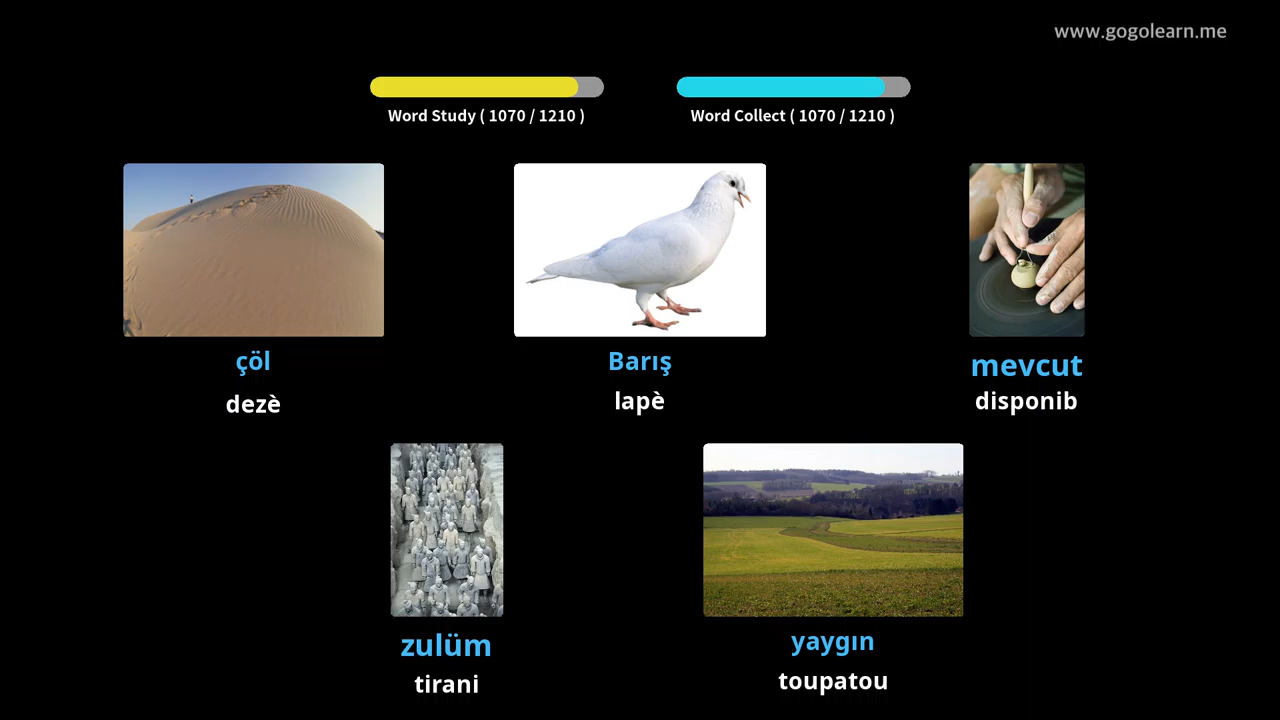 www.gogolearn.me
Word Study ( 1070 / 1210 )
Word Collect ( 1070 / 1210 )
çöl
Barış
mevcut
dezè
lapè
disponib
zulüm
yaygın
tirani
toupatou